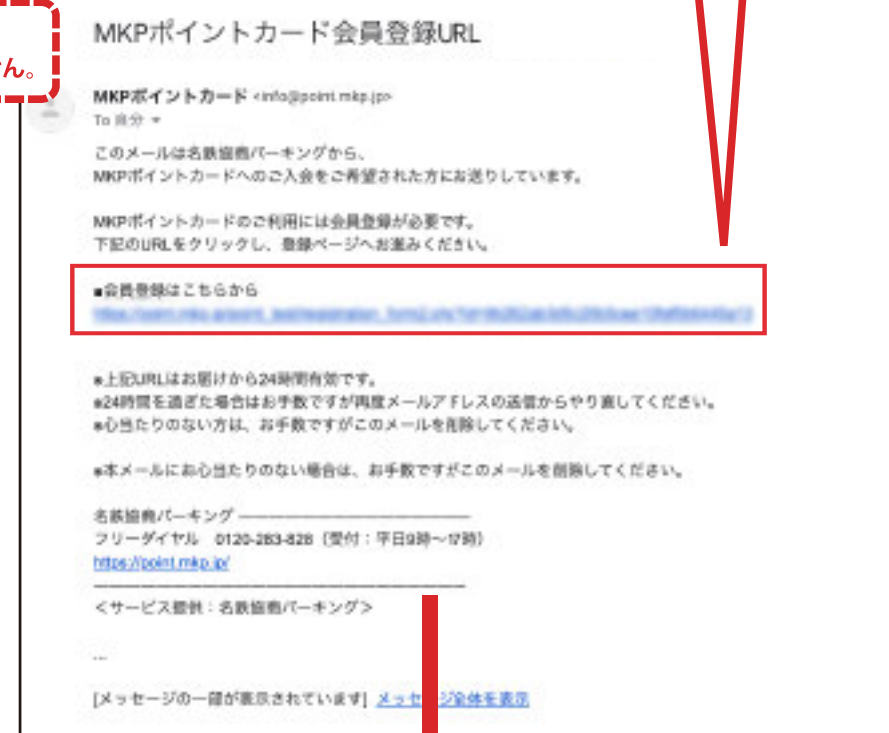 ん。
MKPポイントカード会員登録URL
MKPポイントカード <info@point.mkp.jp>
To 自分
このメールは名鉄協商パーキングから、
MKPポイントカードへのご入会をご希望された方にお送りしています。
MKPポイントカードのご利用には会員登録が必要です。
下記のURLをクリックし、登録ページへお進みください。
■会員登録はこちらから
※上記URLはお届けから24時間有効です。
※24時間を過ぎた場合はお手数ですが再度メールアドレスの送信からやり直してください。
※心当たりのない方は、お手数ですがこのメールを削除してください。
※本メールにお心当たりのない場合は、お手数ですがこのメールを削除してください。
名鉄協商パーキング
フリーダイヤル 0120-283-828（受付：平日9時～17時）
https://point.mkp.jp/
＜サービス提供：名鉄協商パーキング＞
...
[メッセージの一部が表示されています] メッセージ全体を表示